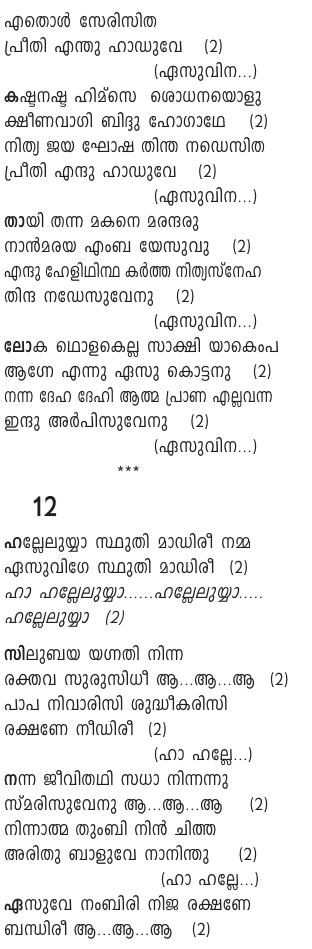 എതൊൾ സേരിസിത
പ്രീതി എന്തു ഹാഡുവേ (2)
(ഏസുവിന...)
കഷ്ടനഷ്ട ഹിമ്സെ ശൊധനയൊളു
ക്ഷീണവാഗി ബിദ്ദു ഹോഗാഥേ (2)
നിത്യ ജയ ഘോഷ തിന്ത നഡെസിത
പ്രീതി എന്ദു ഹാഡുവേ (2)
(ഏസുവിന...)
തായി തന്ന മകനെ മരന്ദരു
നാൻമരയ എംബ യേസുവു (2)
എന്ദു ഹേളിഥിന്ഥ കർത്ത നിത്യസ്നേഹ
തിന്ദ നഡേസുവേനു (2)
(ഏസുവിന...)
ലോക ഥൊളകെല്ല സാക്ഷി യാകെംപ
ആഗ്നേ എന്നു ഏസു കൊട്ടനു (2)
നന്ന ദേഹ ദേഹി ആത്മ പ്രാണ എല്ലവന്ന
ഇന്ദു അർപിസുവേനു (2)
(ഏസുവിന...)
***
12
ഹല്ലേലുയ്യാ സ്ഥുതി മാഡിരീ നമ്മ
ഏസുവിഗേ സ്ഥുതി മാഡിരീ (2)
ഹാ ഹല്ലേലുയ്യാ......ഹല്ലേലുയ്യാ.....
ഹല്ലേലുയ്യാ (2)
സിലുബയ യഗ്നതി നിന്ന
രക്തവ സുരുസിധീ ആ...ആ...ആ (2)
പാപ നിവാരിസി ശുദ്ധീകരിസി
രക്ഷണേ നീഡിരീ (2)
(ഹാ ഹല്ലേ...)
നന്ന ജീവിതഥി സധാ നിന്നന്നു
സ്മരിസുവേനു ആ...ആ...ആ (2)
നിന്നാത്മ തുംബി നിൻ ചിത്ത
അരിതു ബാളുവേ നാനിന്തു (2)
(ഹാ ഹല്ലേ...)
ഏസുവേ നംബിരി നിജ രക്ഷണേ
ബന്ധിരീ ആ...ആ...ആ (2)